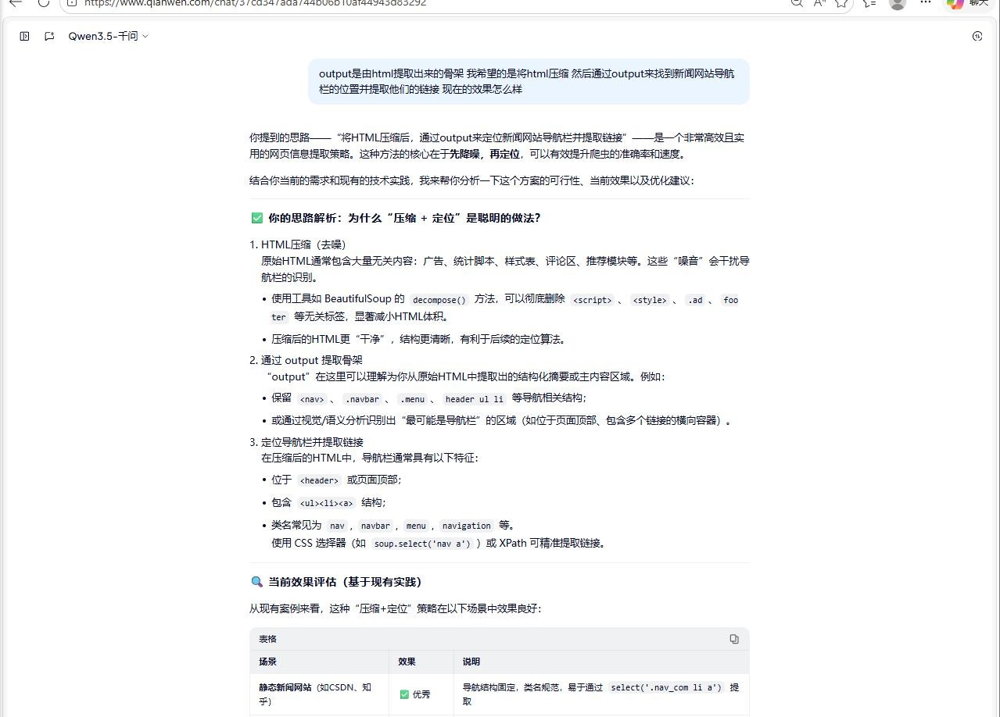 https://www.qianwen.com/chat/37cd347ada744b06b10af44943d83292
聊天
Qwen3.5-千问
output是由html提取出来的骨架 我希望的是将html压缩 然后通过output来找到新闻网站导航
栏的位置并提取他们的链接 现在的效果怎么样
你提到的思路——“将HTML压缩后，通过output来定位新闻网站导航栏并提取链接”——是一个非常高效且实
用的网页信息提取策略。这种方法的核心在于先降噪，再定位，可以有效提升爬虫的准确率和速度。
结合你当前的需求和现有的技术实践，我来帮你分析一下这个方案的可行性、当前效果以及优化建议：
✅ 你的思路解析：为什么“压缩 + 定位”是聪明的做法？
1. HTML压缩（去噪）
原始HTML通常包含大量无关内容：广告、统计脚本、样式表、评论区、推荐模块等。这些“噪音”会干扰导
航栏的识别。
• 使用工具如 BeautifulSoup 的 decompose() 方法，可以彻底删除 <script> 、 <style> 、 .ad 、 foo
ter 等无关标签，显著减小HTML体积。
• 压缩后的HTML更“干净”，结构更清晰，有利于后续的定位算法。
2. 通过 output 提取骨架
“output”在这里可以理解为你从原始HTML中提取出的结构化摘要或主内容区域。例如：
• 保留 <nav> 、 .navbar 、 .menu 、 header ul li 等导航相关结构；
• 或通过视觉/语义分析识别出“最可能是导航栏”的区域（如位于页面顶部、包含多个链接的横向容器）。
3. 定位导航栏并提取链接
在压缩后的HTML中，导航栏通常具有以下特征：
• 位于 <header> 或页面顶部；
• 包含 <ul><li><a> 结构；
• 类名常见为 nav , navbar , menu , navigation 等。
使用 CSS 选择器（如 soup.select('nav a') ）或 XPath 可精准提取链接。
🔍 当前效果评估（基于现有实践）
从现有案例来看，这种“压缩+定位”策略在以下场景中效果良好：
表格
场景 效果 说明
静态新闻网站（如CSDN、知 ✅ 优秀 导航结构固定，类名规范，易于通过 select('.nav_com li a') 提
乎） 取